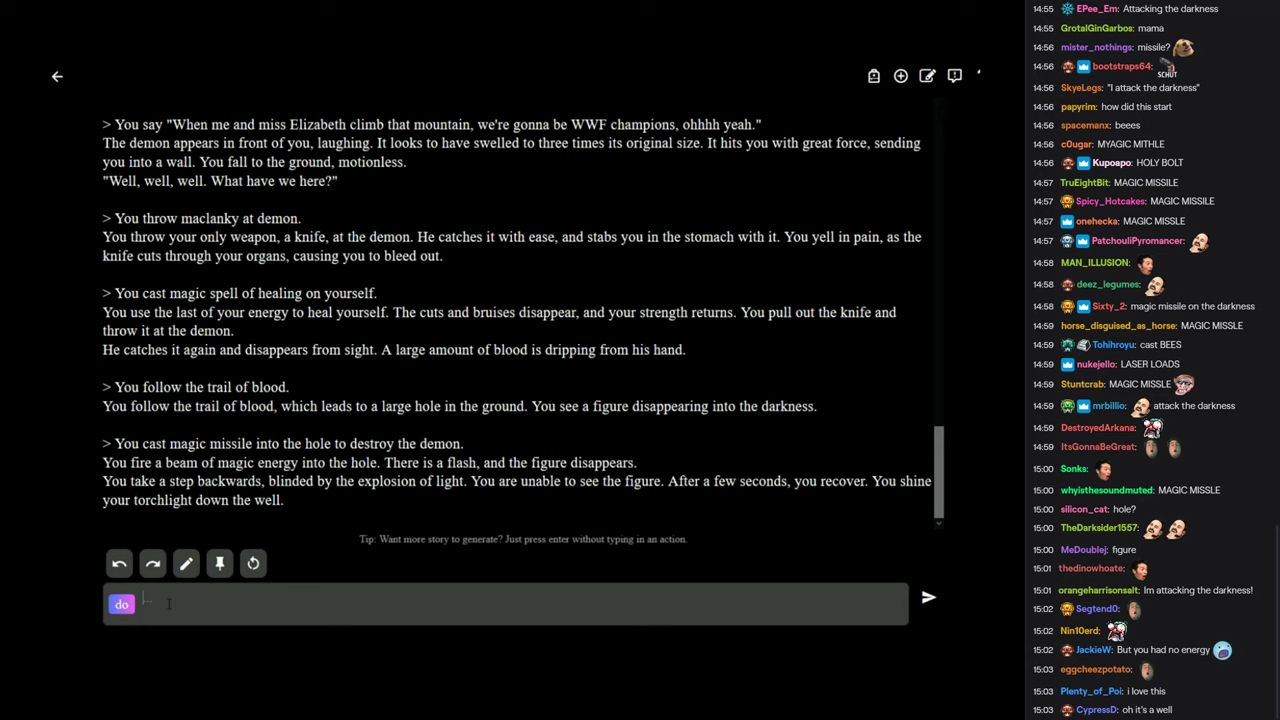 > You say "When me and miss Elizabeth climb that mountain, we're gonna be WWF champions, ohhhh yeah."
The demon appears in front of you, laughing. It looks to have swelled to three times its original size. It hits you with great force, sending
you into a wall. You fall to the ground, motionless.
"Well, well, well. What have we here?"
> You throw maclanky at demon.
You throw your only weapon, a knife, at the demon. He catches it with ease, and stabs you in the stomach with it. You yell in pain, as the
knife cuts through your organs, causing you to bleed out.
> You cast magic spell of healing on yourself.
You use the last of your energy to heal yourself. The cuts and bruises disappear, and your strength returns. You pull out the knife and
throw it at the demon.
He catches it again and disappears from sight. A large amount of blood is dripping from his hand.
> You follow the trail of blood.
You follow the trail of blood, which leads to a large hole in the ground. You see a figure disappearing into the darkness.
> You cast magic missile into the hole to destroy the demon.
You fire a beam of magic energy into the hole. There is a flash, and the figure disappears.
You take a step backwards, blinded by the explosion of light. You are unable to see the figure. After a few seconds, you recover. You shine
your torchlight down the well.
Tip: Want more story to generate? Just press enter without typing in an action.
do
14:55 EPee_Em: Attacking the darkness
14:55 GrotalGinGarbos: mama
14:56 mister_nothings: missile?
14:56 bootstraps64: SCHUT
14:56 SkyeLegs: "I attack the darkness"
14:56 papyrim: how did this start
14:56 spacemanx: beees
14:56 c0ugar: MYAGIC MITHLE
14:56 Kupoapo: HOLY BOLT
14:57 TruEightBit: MAGIC MISSILE
14:57 Spicy_Hotcakes: MAGIC MISSILE
14:57 onehecka: MAGIC MISSLE
14:57 PatchouliPyromancer:
14:58 MAN_ILLUSION:
14:58 deez_legumes:
14:58 Sixty_2: magic missile on the darkness
14:58 horse_disguised_as_horse: MAGIC MISSLE
14:59 Tohihroyu: cast BEES
14:59 nukejello: LASER LOADS
14:59 Stuntcrab: MAGIC MISSLE
14:59 mrbillio: attack the darkness
14:59 DestroyedArkana:
14:59 ItsGonnaBeGreat:
15:00 Sonks:
15:00 whyisthesoundmuted: MAGIC MISSLE
15:00 silicon_cat: hole?
15:00 TheDarksider1557:
15:00 MeDoublej: figure
15:01 thedinowhoate:
15:01 orangeharrisonsalt: Im attacking the darkness!
15:02 Segtend0:
15:02 Nin10erd:
15:02 JackieW: But you had no energy
15:03 eggcheezpotato:
15:03 Plenty_of_Poi: i love this
15:03 CypressD: oh it's a well